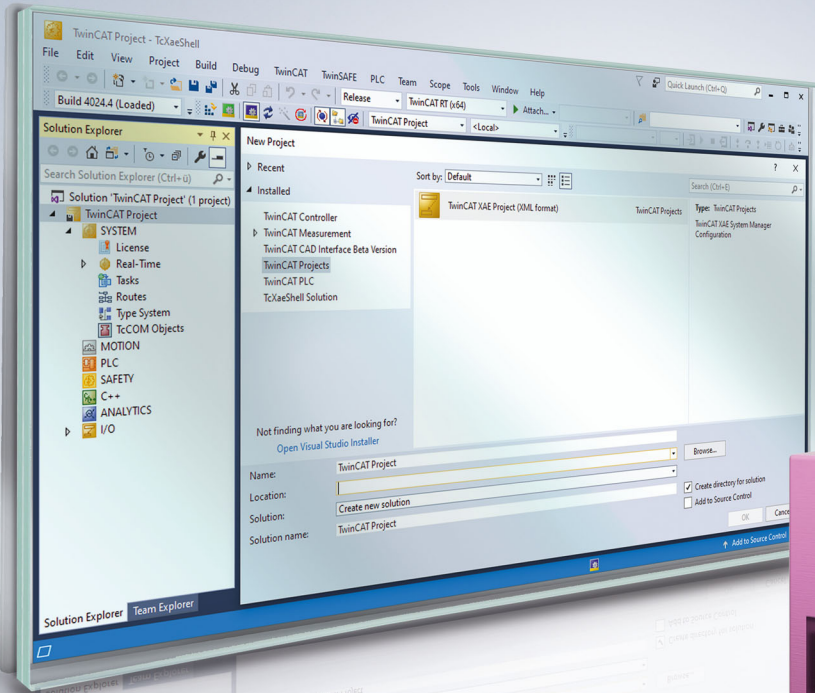 TwinCAT Project - TcXaeShell
File Edit View Project Build Debug TwinCAT TwinSAFE PLC Team Scope Tools Window Help
Quick Launch (Ctrl+Q)
Release TwinCAT RT (x64) Attach...
Build 4024.4 (Loaded) TwinCAT Project <Local>
Solution Explorer
Search Solution Explorer (Ctrl+ü)
Solution 'TwinCAT Project' (1 project)
TwinCAT Project
SYSTEM
License
Real-Time
Tasks
Routes
Type System
TcCOM Objects
MOTION
PLC
SAFETY
C++
ANALYTICS
I/O
Solution Explorer Team Explorer
New Project
? X
Recent
Installed
TwinCAT Controller
TwinCAT Measurement
TwinCAT CAD Interface Beta Version
TwinCAT Projects
TwinCAT PLC
TcXaeShell Solution
Not finding what you are looking for?
Open Visual Studio Installer
Sort by: Default
TwinCAT XAE Project (XML format) TwinCAT Projects
Search (Ctrl+E)
Type: TwinCAT Projects
TwinCAT XAE System Manager
Configuration
Name: TwinCAT Project
Location:
Browse...
Solution: Create new solution
Solution name: TwinCAT Project
Create directory for solution
Add to Source Control
OK
Add to Source Control